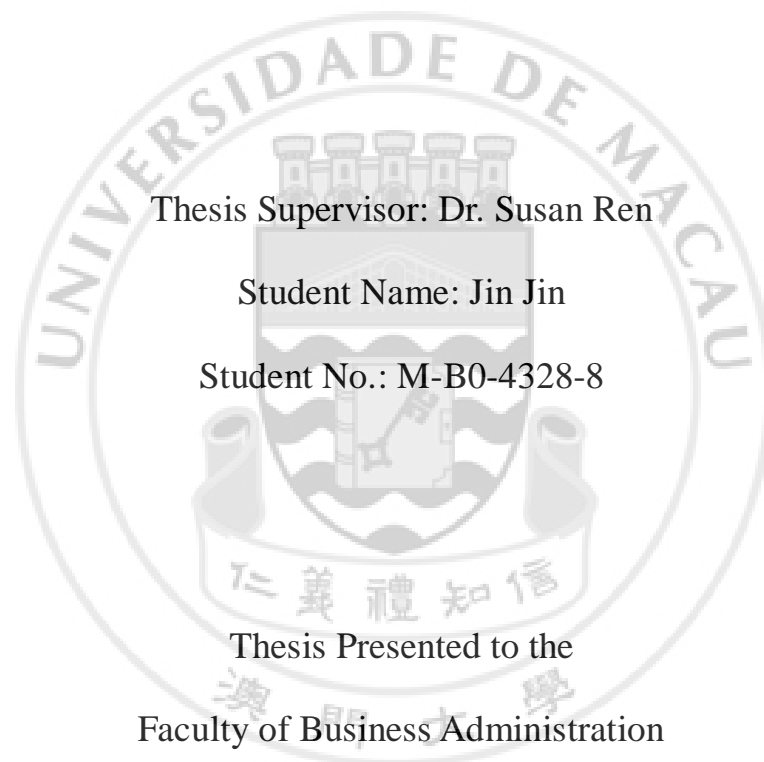 UNIVERSIDADE DE MACAU
Thesis Supervisor: Dr. Susan Ren
Student Name: Jin Jin
Student No.: M-B0-4328-8
仁義禮知信
Thesis Presented to the
澳門大學
Faculty of Business Administration